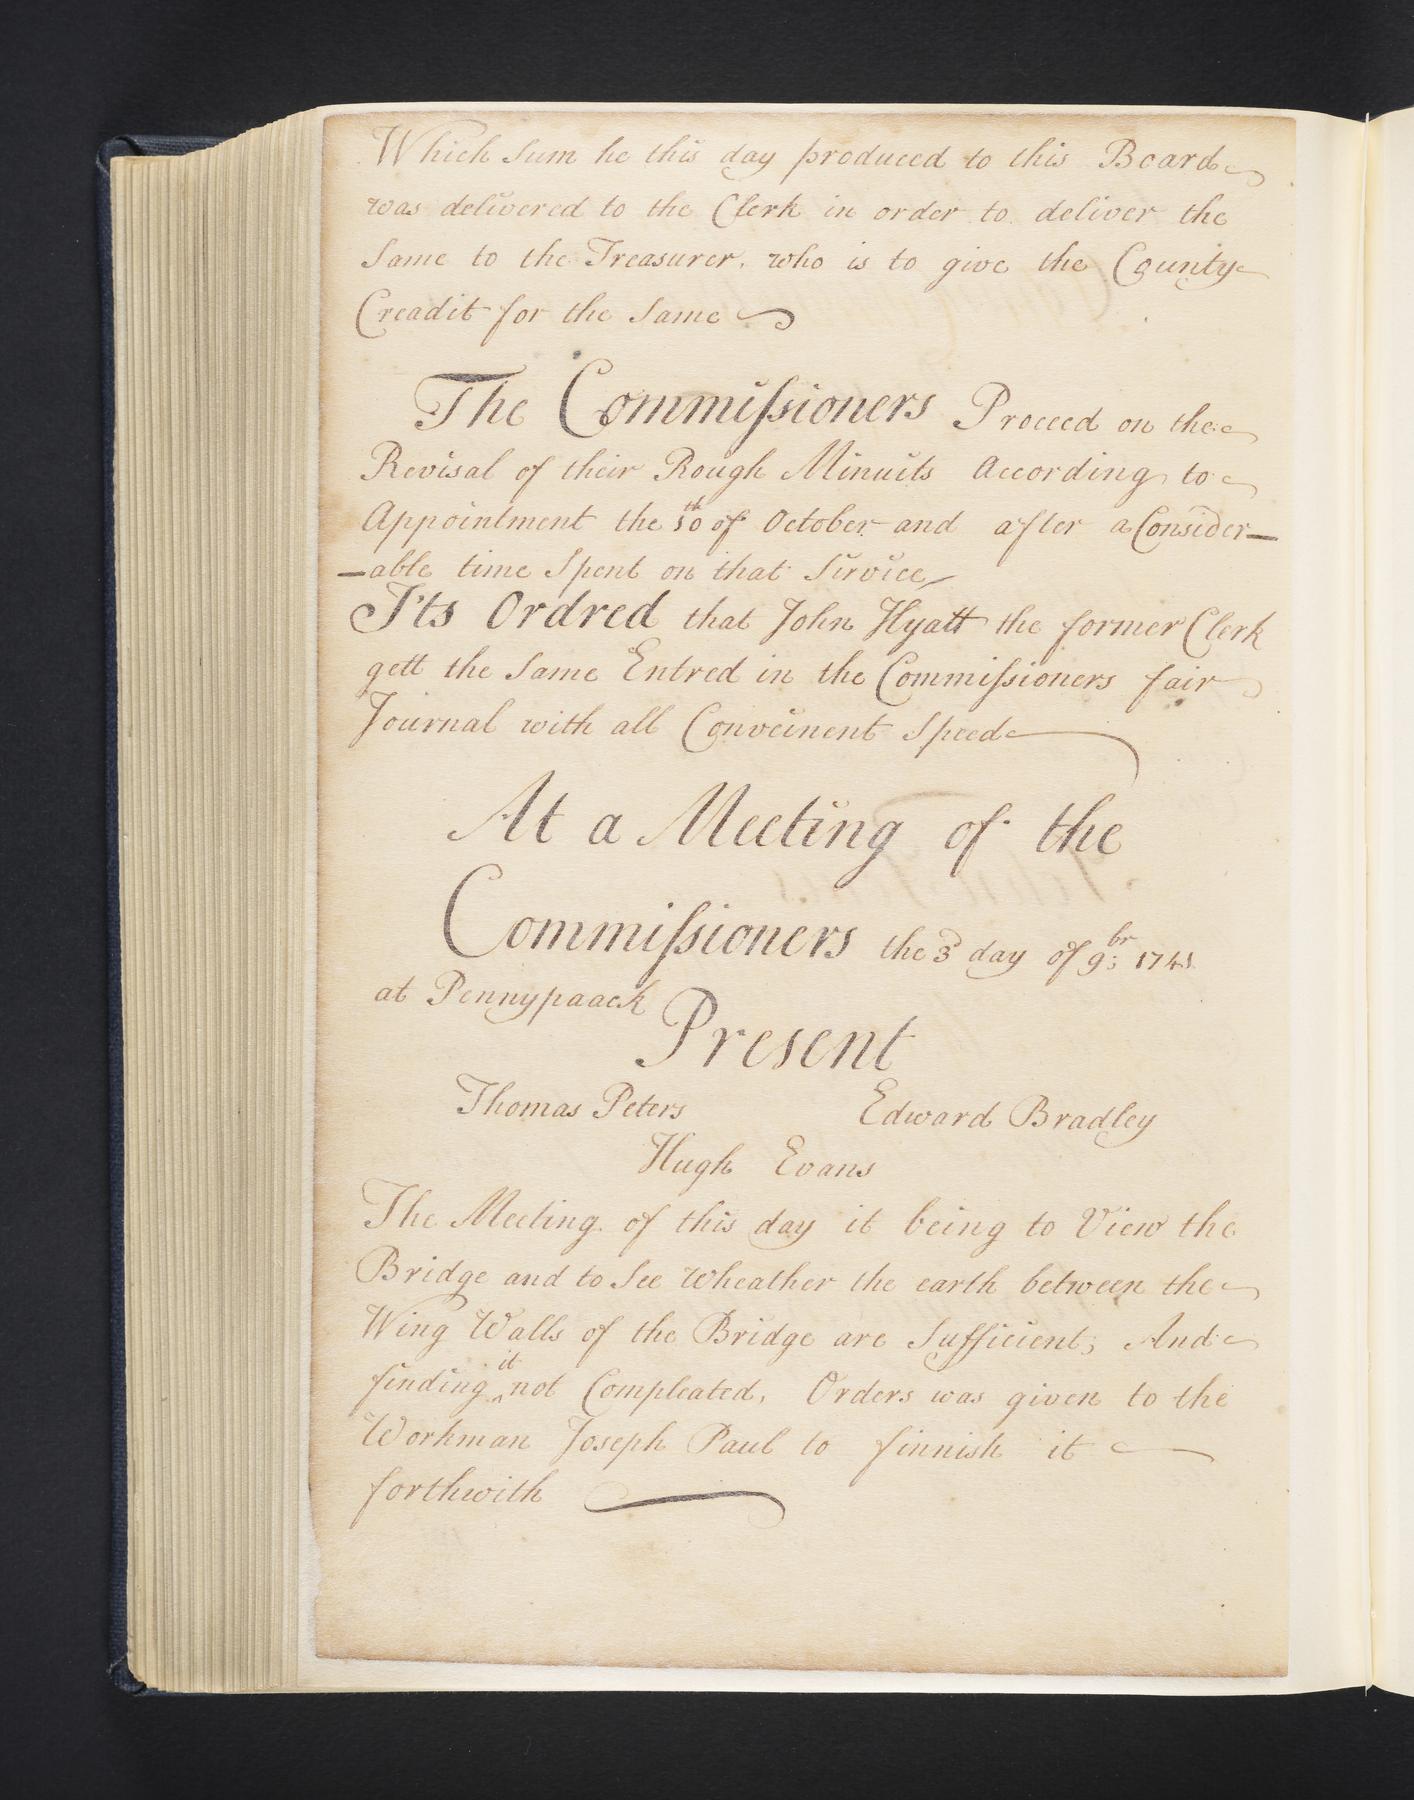 Which Sum he this day produced to this Board
was delivered to the Clerk in order to deliver the
Same to the Treasurer, who is to give the County
Creadit for the Same
The Commiſsioners Proceed on the
Revisal of their Rough Minuits According to
Appointment the 10th of October and after a Consider-
-able time Spent on that Sirvice,
I'ts Ordred that John Hyatt the former Clerk
gett the Same Entred in the Commiſsioners fair
Journal with all Conveinent Speed
At a Meeting of the
Commiſsioners the 3d day of 9br: 1741
at Pennypaack
Present
Thomas Peters Edward Bradley
Hugh Evans
The Meeting of this day it being to View the
Bridge and to See Wheather the earth between the
Wing Walls of the Bridge are Sufficient; And
finding it not Compleated, Orders was given to the
Workman Joseph Paul to finnish it
forthwith